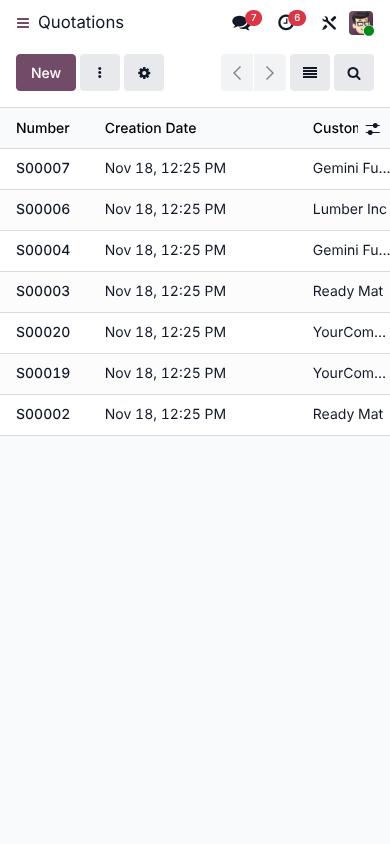 Quotations 7 6
New
Number Creation Date Custon
S00007 Nov 18, 12:25 PM Gemini Fu...
S00006 Nov 18, 12:25 PM Lumber Inc
S00004 Nov 18, 12:25 PM Gemini Fu...
S00003 Nov 18, 12:25 PM Ready Mat
S00020 Nov 18, 12:25 PM YourCom...
S00019 Nov 18, 12:25 PM YourCom...
S00002 Nov 18, 12:25 PM Ready Mat